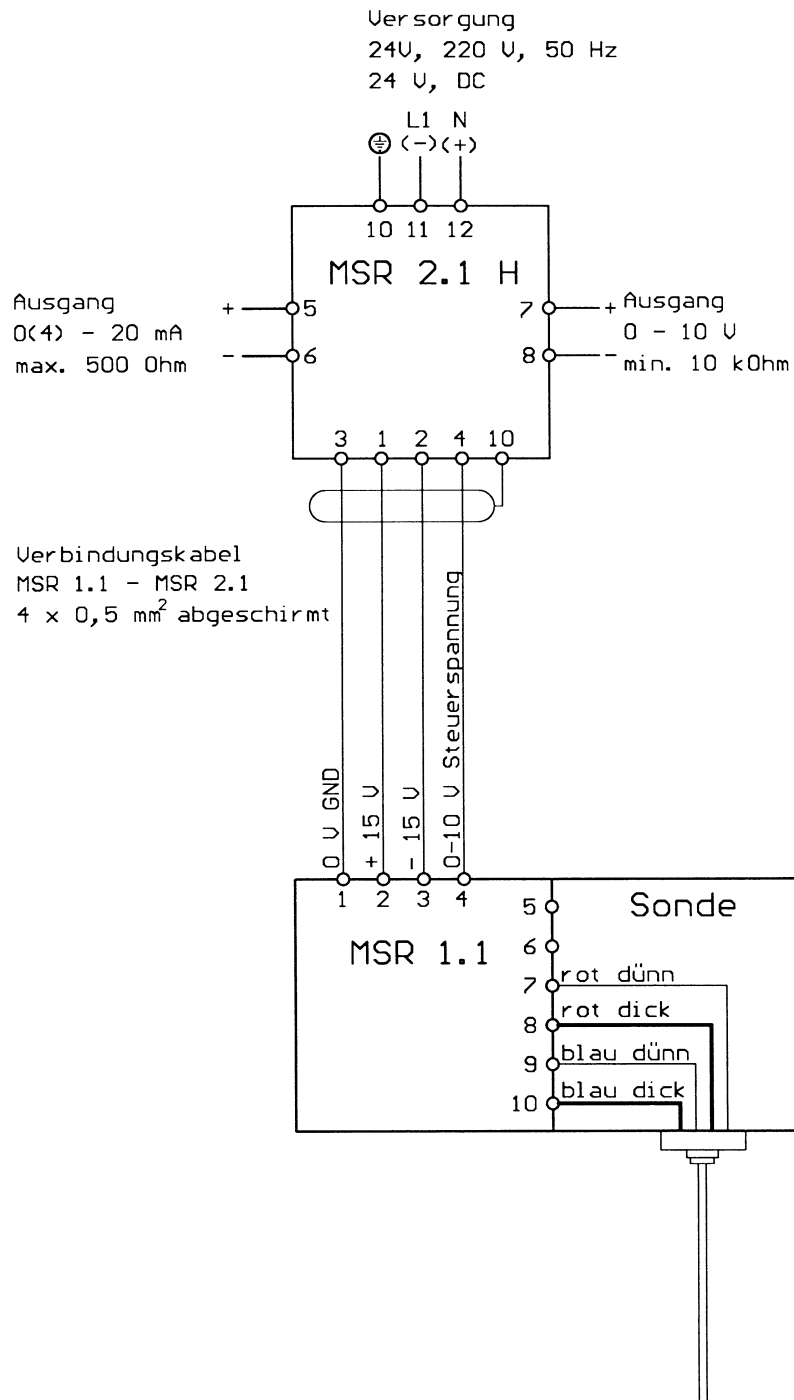 Versorgung
24V, 220 V, 50 Hz
24 V, DC
L1 N
(-) (+)
10 11 12
MSR 2.1 H
Ausgang
0(4) - 20 mA
max. 500 Ohm
+ 5
- 6
7 +
8 -
Ausgang
0 - 10 V
min. 10 kOhm
3 1 2 4 10
Verbindungskabel
MSR 1.1 - MSR 2.1
4 x 0,5 mm² abgeschirmt
0 V GND
+ 15 V
- 15 V
0-10 V Steuerspannung
1 2 3 4
MSR 1.1
Sonde
5
6
7 rot dünn
8 rot dick
9 blau dünn
10 blau dick